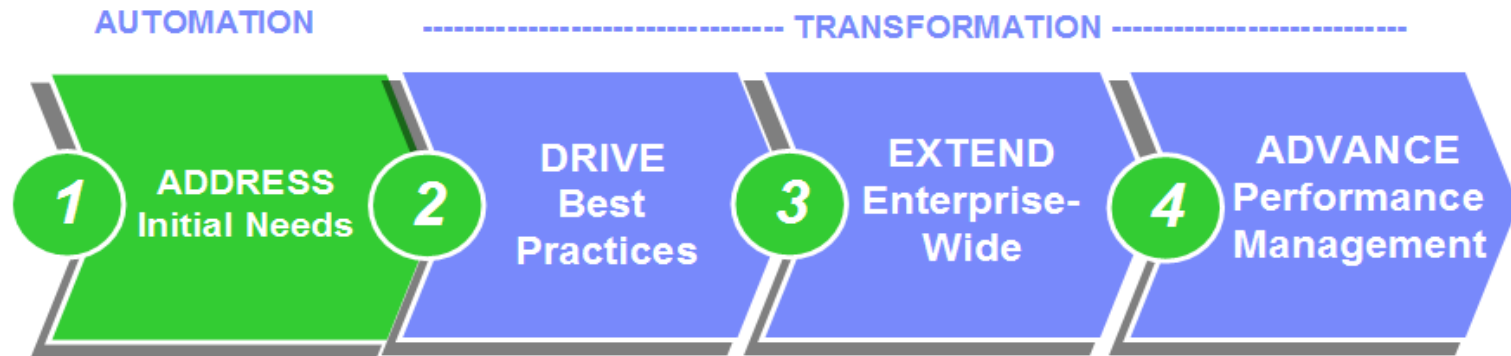 AUTOMATION
-------------------------------- TRANSFORMATION ---------------------------
1
ADDRESS
Initial Needs
2
DRIVE
Best
Practices
3
EXTEND
Enterprise-
Wide
4
ADVANCE
Performance
Management